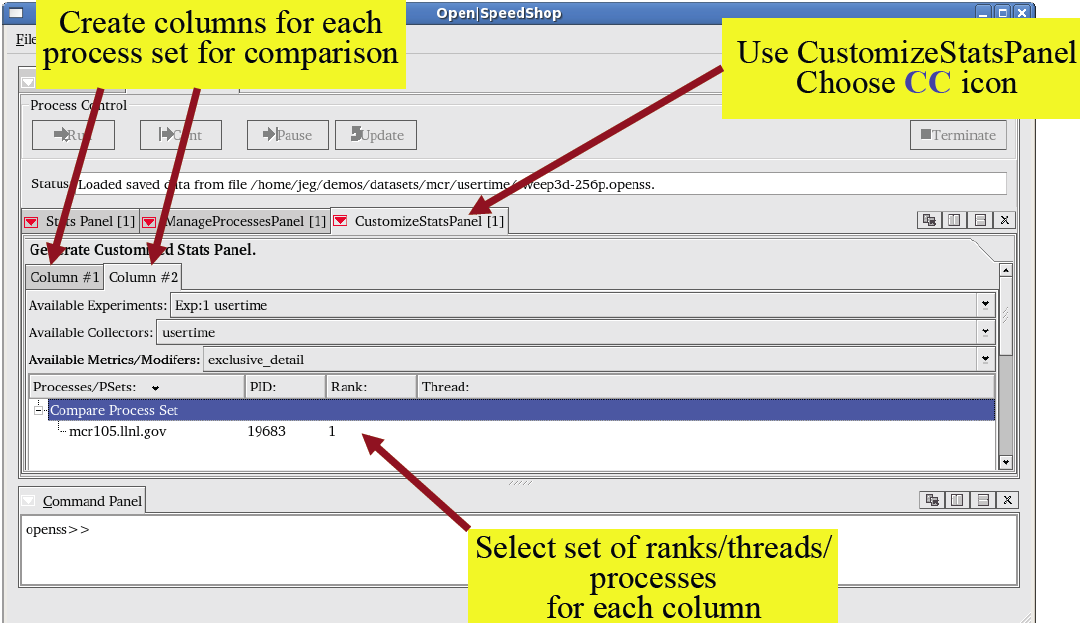 Open|SpeedShop
Create columns for each
process set for comparison
File
Use CustomizeStatsPanel
Choose CC icon
Process Control
Run
Cont
Pause
Update
Terminate
Status: Loaded saved data from file /home/jeg/demos/datasets/mcr/usertime/sweep3d-256p.openss.
Stats Panel [1]
ManageProcessesPanel [1]
CustomizeStatsPanel [1]
Generate Customized Stats Panel.
Column #1
Column #2
Available Experiments: Exp:1 usertime
Available Collectors: usertime
Available Metrics/Modifers: exclusive_detail
Processes/PSets: PID: Rank: Thread:
Compare Process Set
mcr105.llnl.gov 19683 1
Command Panel
openss>>
Select set of ranks/threads/
processes
for each column